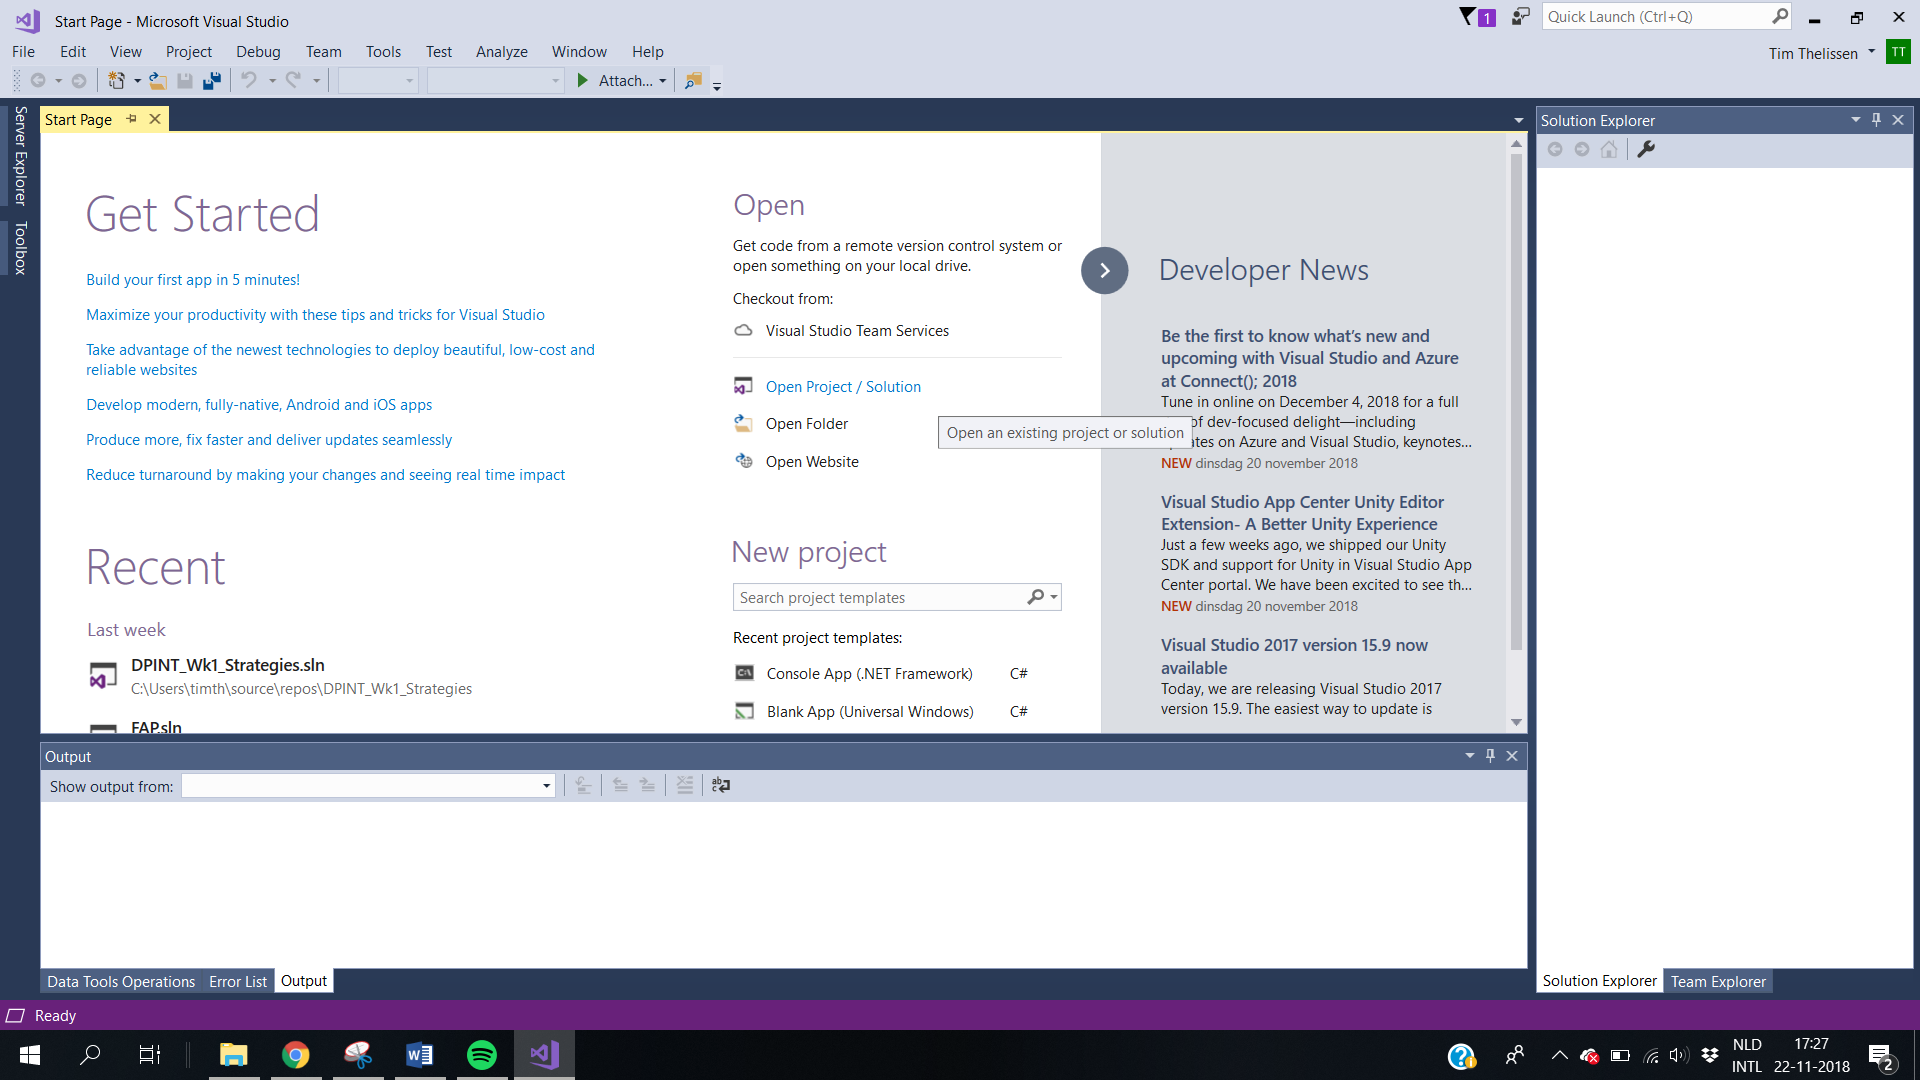 Start Page - Microsoft Visual Studio
1
Quick Launch (Ctrl+Q)
File Edit View Project Debug Team Tools Test Analyze Window Help
Tim Thelissen
TT
Attach...
Server Explorer
Toolbox
Start Page
Get Started
Build your first app in 5 minutes!
Maximize your productivity with these tips and tricks for Visual Studio
Take advantage of the newest technologies to deploy beautiful, low-cost and
reliable websites
Develop modern, fully-native, Android and iOS apps
Produce more, fix faster and deliver updates seamlessly
Reduce turnaround by making your changes and seeing real time impact
Recent
Last week
DPINT_Wk1_Strategies.sln
C:\Users\timth\source\repos\DPINT_Wk1_Strategies
FAP.sln
Open
Get code from a remote version control system or
open something on your local drive.
Checkout from:
Visual Studio Team Services
Open Project / Solution
Open Folder
Open Website
Open an existing project or solution
New project
Search project templates
Recent project templates:
Console App (.NET Framework) C#
Blank App (Universal Windows) C#
Developer News
Be the first to know what's new and
upcoming with Visual Studio and Azure
at Connect(); 2018
Tune in online on December 4, 2018 for a full
of dev-focused delight—including
on Azure and Visual Studio, keynotes...
NEW dinsdag 20 november 2018
Visual Studio App Center Unity Editor
Extension- A Better Unity Experience
Just a few weeks ago, we shipped our Unity
SDK and support for Unity in Visual Studio App
Center portal. We have been excited to see th...
NEW dinsdag 20 november 2018
Visual Studio 2017 version 15.9 now
available
Today, we are releasing Visual Studio 2017
version 15.9. The easiest way to update is
Solution Explorer
Output
Show output from:
Data Tools Operations Error List Output
Solution Explorer Team Explorer
Ready
NLD
INTL
17:27
22-11-2018
2